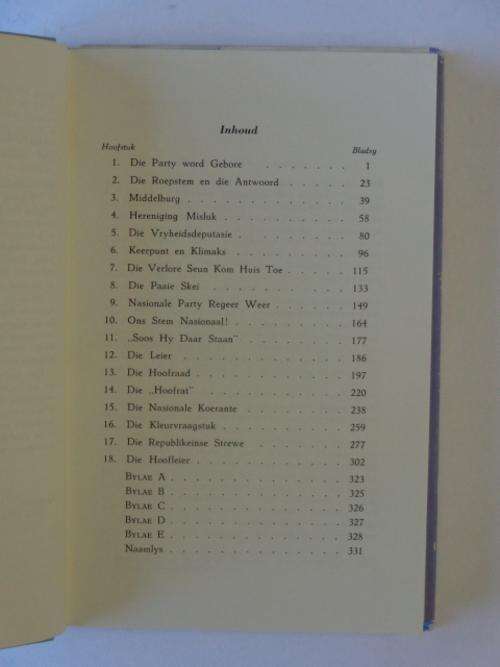 Inhoud
Hoofstuk Bladsy
1. Die Party word Gebore . . . . . . . 1
2. Die Roepstem en die Antwoord . . . . . 23
3. Middelburg . . . . . . . . . . . . 39
4. Hereniging Misluk . . . . . . . . . 58
5. Die Vryheidsdeputasie . . . . . . . . 80
6. Keerpunt en Klimaks . . . . . . . . 96
7. Die Verlore Seun Kom Huis Toe . . . . . 115
8. Die Paaie Skei . . . . . . . . . . 133
9. Nasionale Party Regeer Weer . . . . . . 149
10. Ons Stem Nasionaal! . . . . . . . . 164
11. „Soos Hy Daar Staan" . . . . . . . . 177
12. Die Leier . . . . . . . . . . . . 186
13. Die Hoofraad . . . . . . . . . . . 197
14. Die „Hoofrat" . . . . . . . . . . 220
15. Die Nasionale Koerante . . . . . . . 238
16. Die Kleurvraagstuk . . . . . . . . . 259
17. Die Republikeinse Strewe . . . . . . . 277
18. Die Hoofleier . . . . . . . . . . . 302
BYLAE A . . . . . . . . . . . . . 323
BYLAE B . . . . . . . . . . . . . 325
BYLAE C . . . . . . . . . . . . . 326
BYLAE D . . . . . . . . . . . . . 327
BYLAE E . . . . . . . . . . . . . 328
Naamlys . . . . . . . . . . . . . 331